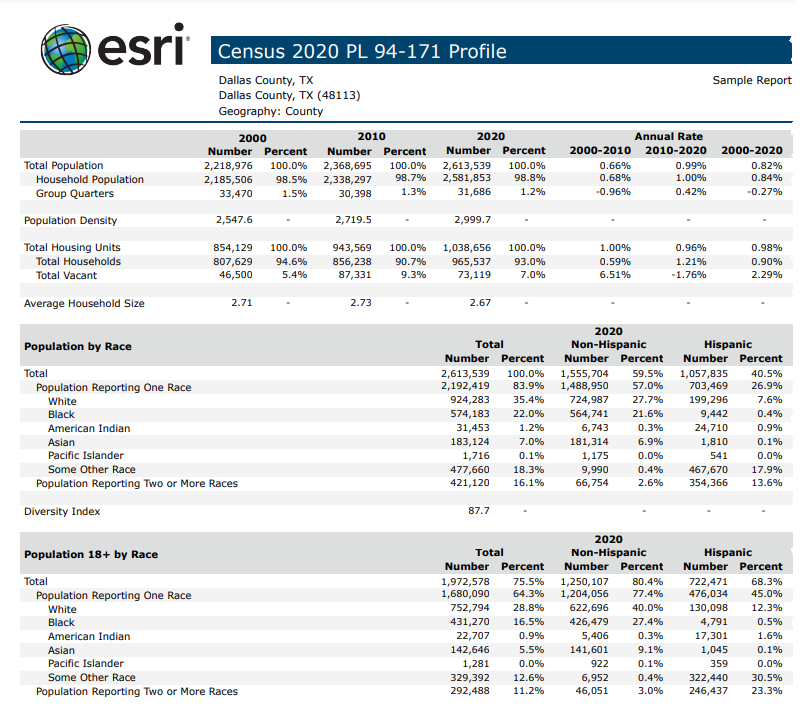 esri
Census 2020 PL 94-171 Profile
Dallas County, TX Sample Report
Dallas County, TX (48113)
Geography: County
2000 2010 2020 Annual Rate
Number Percent Number Percent Number Percent 2000-2010 2010-2020 2000-2020
Total Population 2,218,976 100.0% 2,368,695 100.0% 2,613,539 100.0% 0.66% 0.99% 0.82%
Household Population 2,185,506 98.5% 2,338,297 98.7% 2,581,853 98.8% 0.68% 1.00% 0.84%
Group Quarters 33,470 1.5% 30,398 1.3% 31,686 1.2% -0.96% 0.42% -0.27%
Population Density 2,547.6 - 2,719.5 - 2,999.7 - - - -
Total Housing Units 854,129 100.0% 943,569 100.0% 1,038,656 100.0% 1.00% 0.96% 0.98%
Total Households 807,629 94.6% 856,238 90.7% 965,537 93.0% 0.59% 1.21% 0.90%
Total Vacant 46,500 5.4% 87,331 9.3% 73,119 7.0% 6.51% -1.76% 2.29%
Average Household Size 2.71 - 2.73 - 2.67 - - -
2020
Population by Race Total Non-Hispanic Hispanic
Number Percent Number Percent Number Percent
Total 2,613,539 100.0% 1,555,704 59.5% 1,057,835 40.5%
Population Reporting One Race 2,192,419 83.9% 1,488,950 57.0% 703,469 26.9%
White 924,283 35.4% 724,987 27.7% 199,296 7.6%
Black 574,183 22.0% 564,741 21.6% 9,442 0.4%
American Indian 31,453 1.2% 6,743 0.3% 24,710 0.9%
Asian 183,124 7.0% 181,314 6.9% 1,810 0.1%
Pacific Islander 1,716 0.1% 1,175 0.0% 541 0.0%
Some Other Race 477,660 18.3% 9,990 0.4% 467,670 17.9%
Population Reporting Two or More Races 421,120 16.1% 66,754 2.6% 354,366 13.6%
Diversity Index 87.7 - - - -
2020
Population 18+ by Race Total Non-Hispanic Hispanic
Number Percent Number Percent Number Percent
Total 1,972,578 75.5% 1,250,107 80.4% 722,471 68.3%
Population Reporting One Race 1,680,090 64.3% 1,204,056 77.4% 476,034 45.0%
White 752,794 28.8% 622,696 40.0% 130,098 12.3%
Black 431,270 16.5% 426,479 27.4% 4,791 0.5%
American Indian 22,707 0.9% 5,406 0.3% 17,301 1.6%
Asian 142,646 5.5% 141,601 9.1% 1,045 0.1%
Pacific Islander 1,281 0.0% 922 0.1% 359 0.0%
Some Other Race 329,392 12.6% 6,952 0.4% 322,440 30.5%
Population Reporting Two or More Races 292,488 11.2% 46,051 3.0% 246,437 23.3%